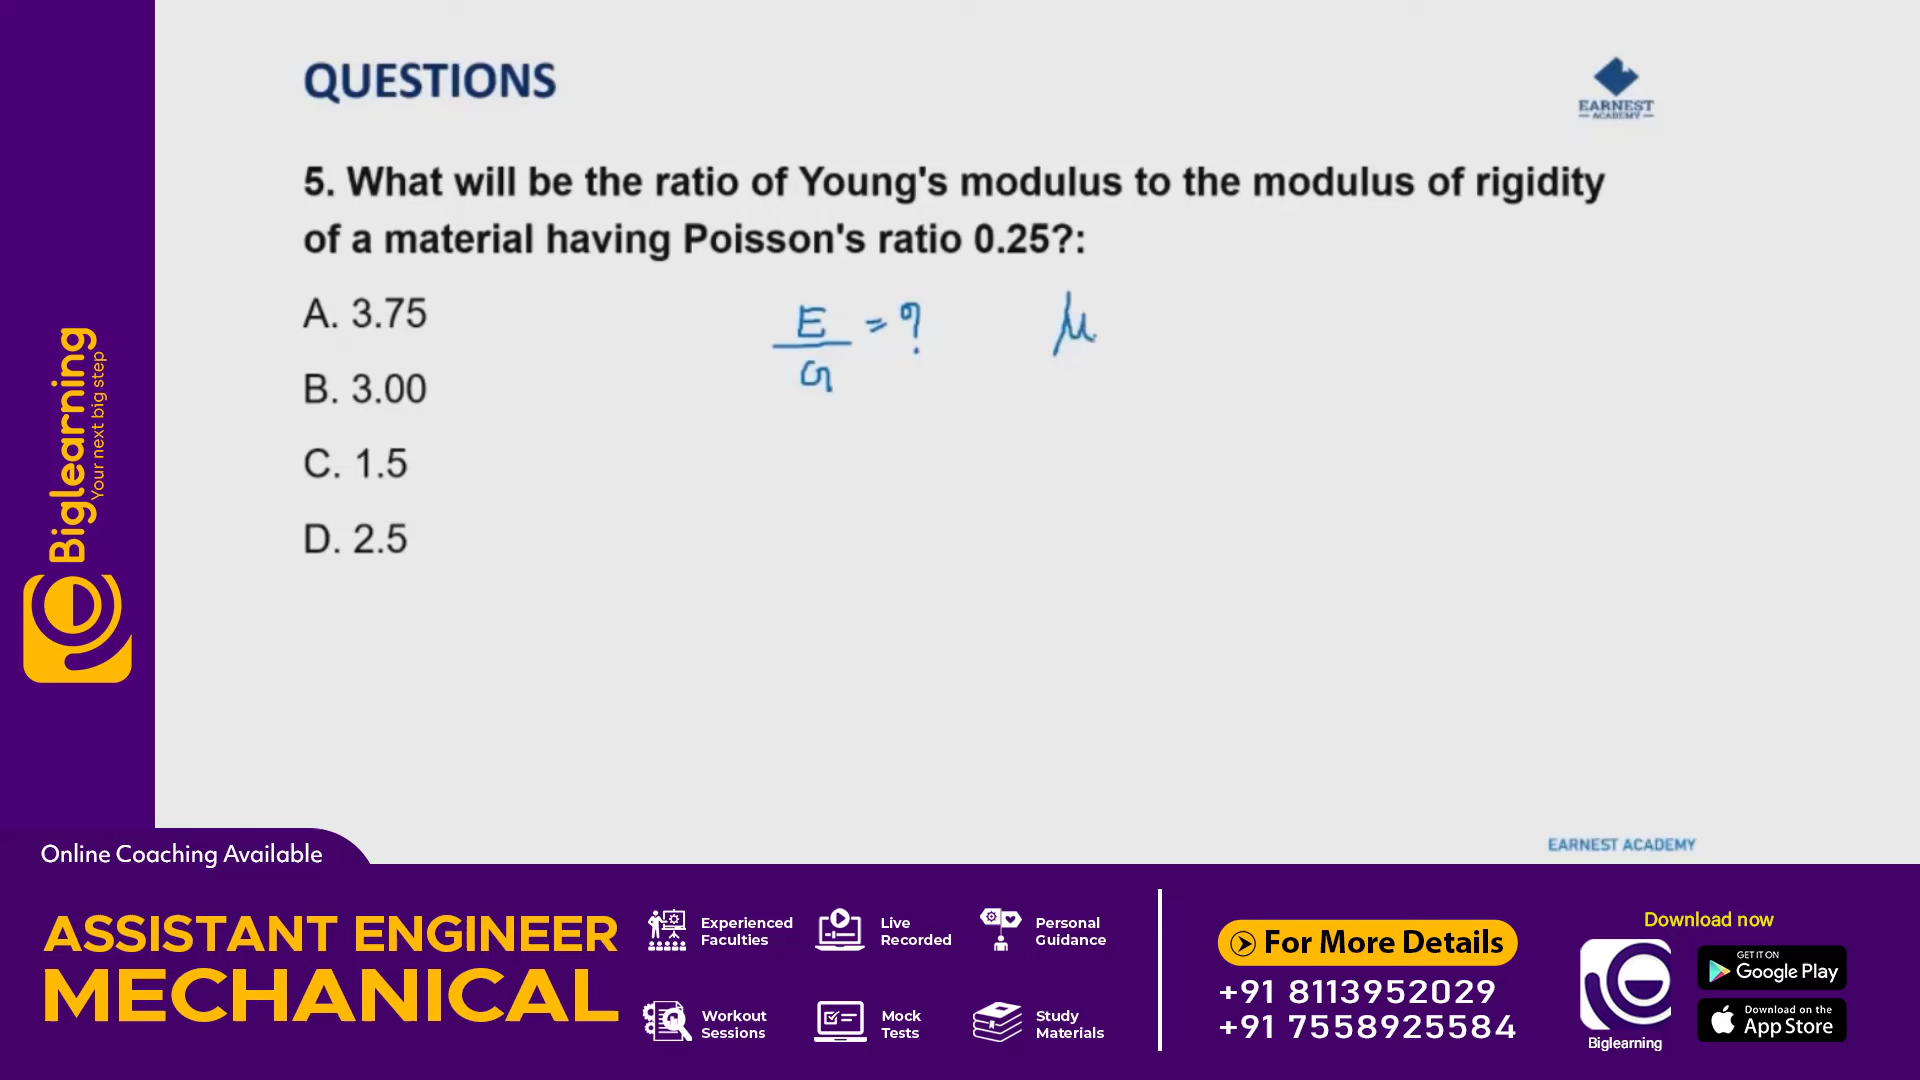 QUESTIONS
EARNEST
ACADEMY
5. What will be the ratio of Young's modulus to the modulus of rigidity
of a material having Poisson's ratio 0.25?:
A. 3.75
B. 3.00
C. 1.5
D. 2.5
E
= ?
G
μ
Biglearning
Your next big step
EARNEST ACADEMY
Online Coaching Available
ASSISTANT ENGINEER
MECHANICAL
Experienced
Faculties
Live
Recorded
Personal
Guidance
Workout
Sessions
Mock
Tests
Study
Materials
For More Details
+91 8113952029
+91 7558925584
Download now
Biglearning
GET IT ON
Google Play
Download on the
App Store